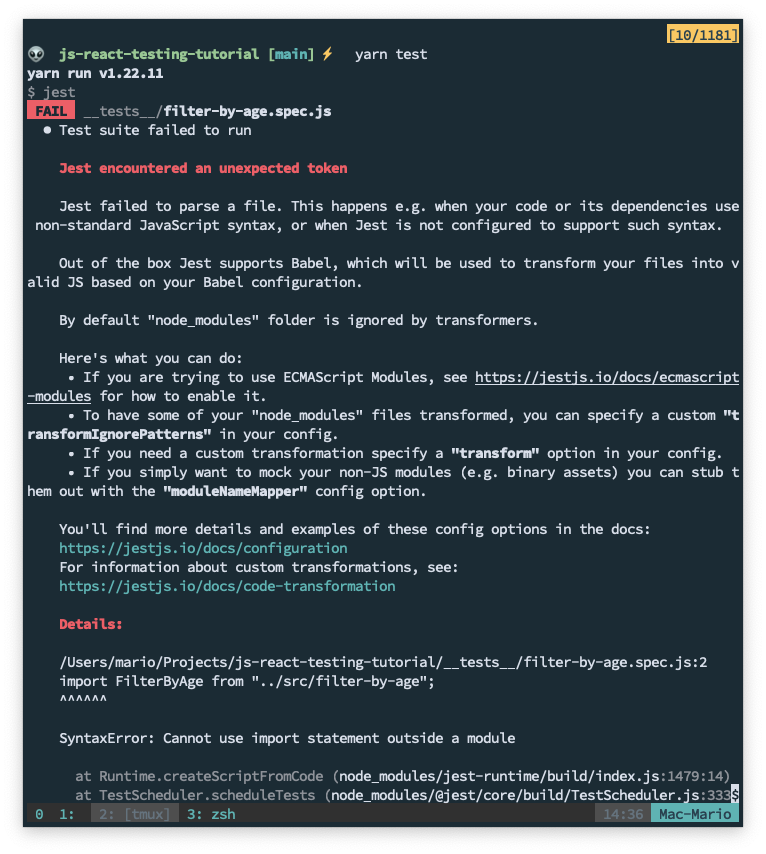 [10/1181]
👽 js-react-testing-tutorial [main] ⚡ yarn test
yarn run v1.22.11
$ jest
FAIL __tests__/filter-by-age.spec.js
● Test suite failed to run
Jest encountered an unexpected token
Jest failed to parse a file. This happens e.g. when your code or its dependencies use
non-standard JavaScript syntax, or when Jest is not configured to support such syntax.
Out of the box Jest supports Babel, which will be used to transform your files into v
alid JS based on your Babel configuration.
By default "node_modules" folder is ignored by transformers.
Here's what you can do:
• If you are trying to use ECMAScript Modules, see https://jestjs.io/docs/ecmascript
-modules for how to enable it.
• To have some of your "node_modules" files transformed, you can specify a custom "t
ransformIgnorePatterns" in your config.
• If you need a custom transformation specify a "transform" option in your config.
• If you simply want to mock your non-JS modules (e.g. binary assets) you can stub t
hem out with the "moduleNameMapper" config option.
You'll find more details and examples of these config options in the docs:
https://jestjs.io/docs/configuration
For information about custom transformations, see:
https://jestjs.io/docs/code-transformation
Details:
/Users/mario/Projects/js-react-testing-tutorial/__tests__/filter-by-age.spec.js:2
import FilterByAge from "../src/filter-by-age";
^^^^^^
SyntaxError: Cannot use import statement outside a module
at Runtime.createScriptFromCode (node_modules/jest-runtime/build/index.js:1479:14)
at TestScheduler.scheduleTests (node_modules/@jest/core/build/TestScheduler.js:333$
0 1: 2: [tmux] 3: zsh 14:36 Mac-Mario